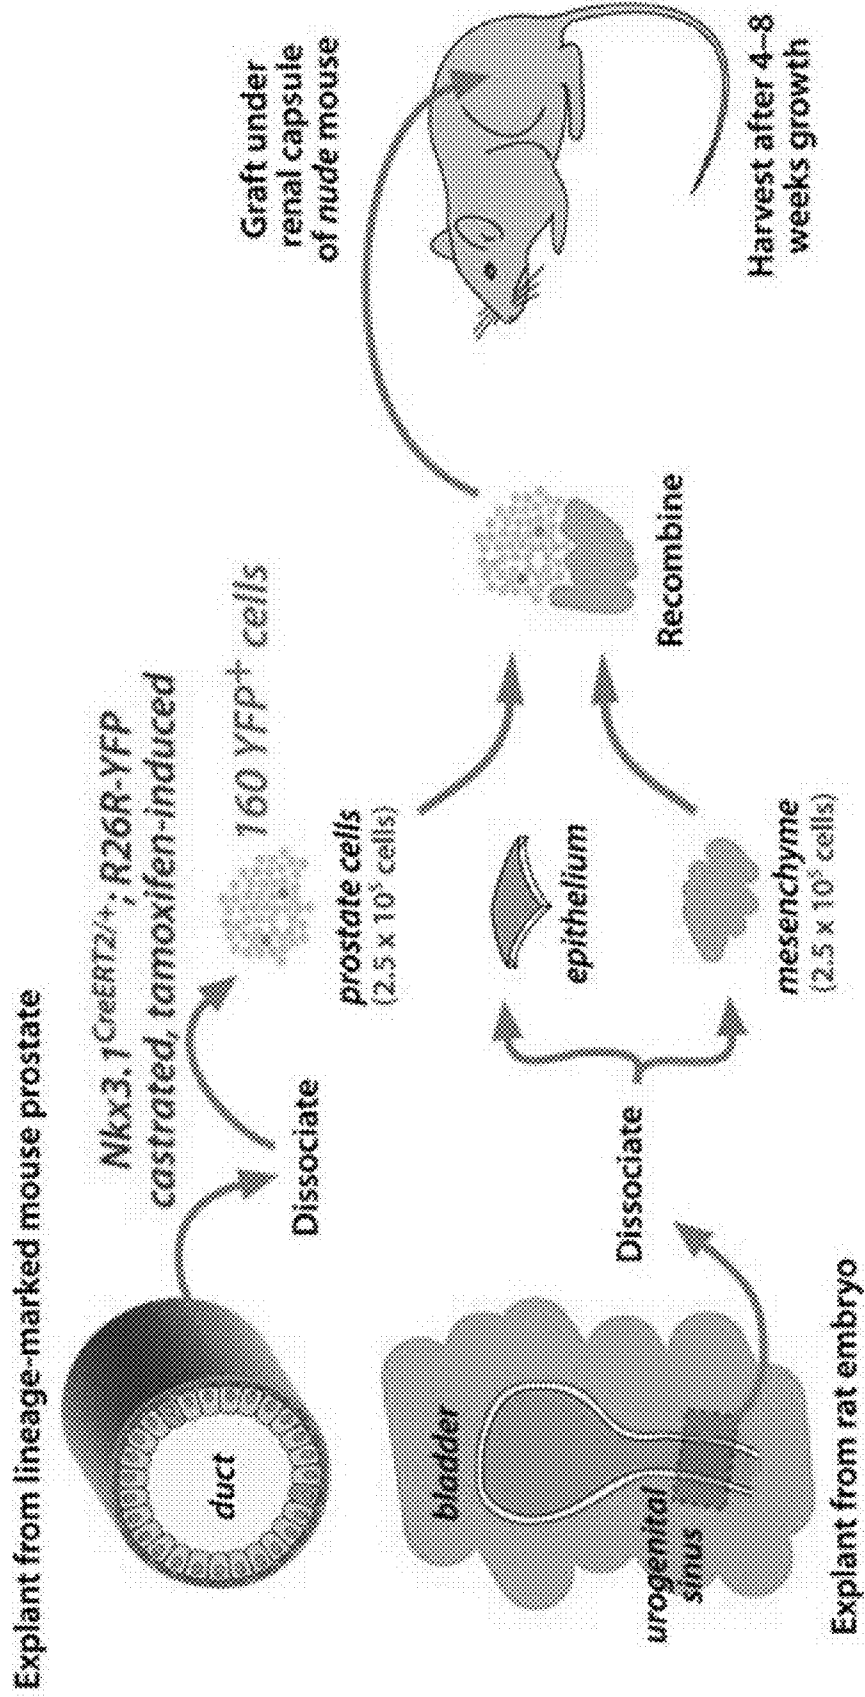 Explant from lineage-marked mouse prostate
duct
Dissociate
Nkx3.1CreERT2/+; R26R-YFP
castrated, tamoxifen-induced
160 YFP+ cells
prostate cells
(2.5 x 10⁵ cells)
bladder
urogenital
sinus
Explant from rat embryo
Dissociate
epithelium
mesenchyme
(2.5 x 10⁵ cells)
Recombine
Graft under
renal capsule
of nude mouse
Harvest after 4–8
weeks growth